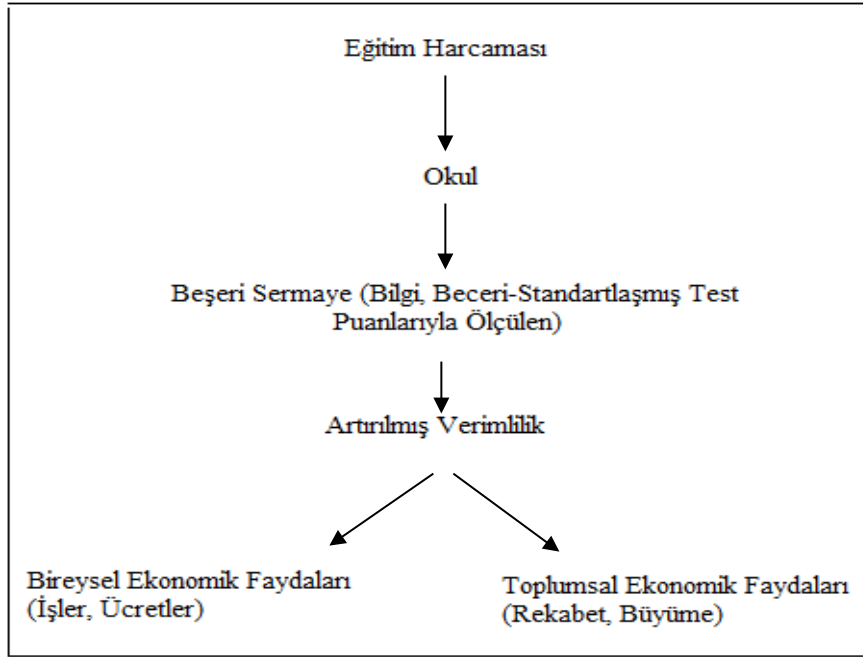 Eğitim Harcaması
Okul
Beşeri Sermaye (Bilgi, Beceri-Standartlaşmış Test
Puanlarıyla Ölçülen)
Artırılmış Verimlilik
Bireysel Ekonomik Faydaları
(İşler, Ücretler)
Toplumsal Ekonomik Faydaları
(Rekabet, Büyüme)